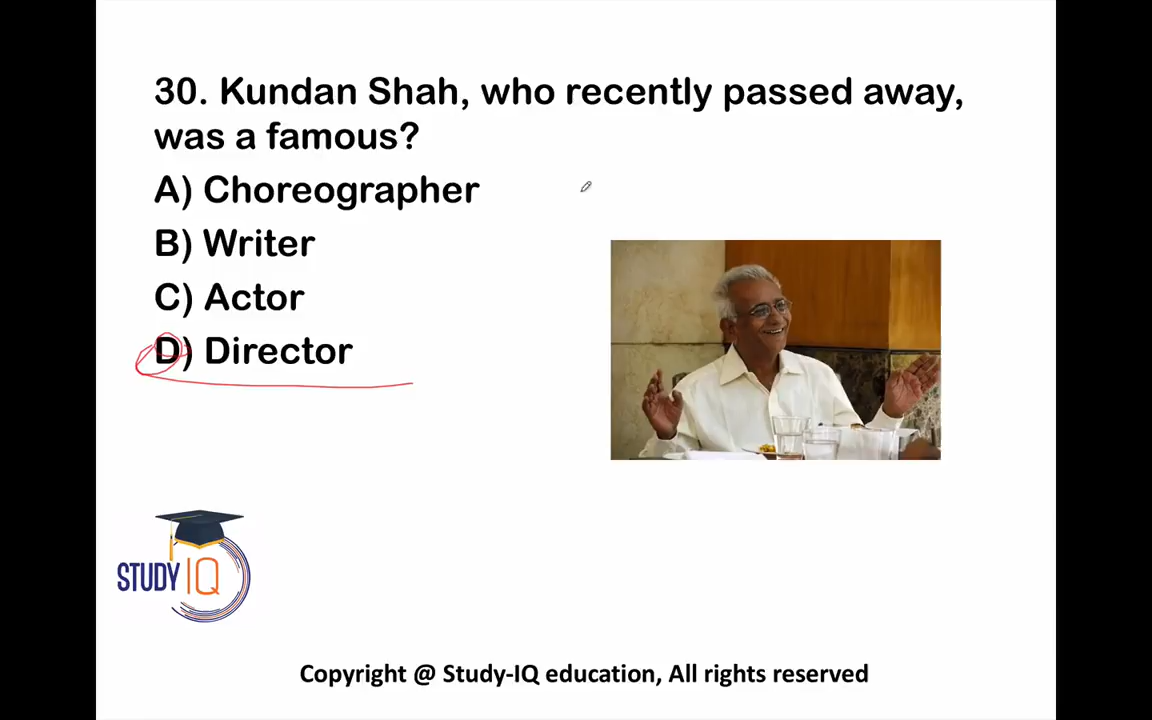 30. Kundan Shah, who recently passed away,
was a famous?
A) Choreographer
B) Writer
C) Actor
D) Director
STUDY IQ
Copyright @ Study-IQ education, All rights reserved